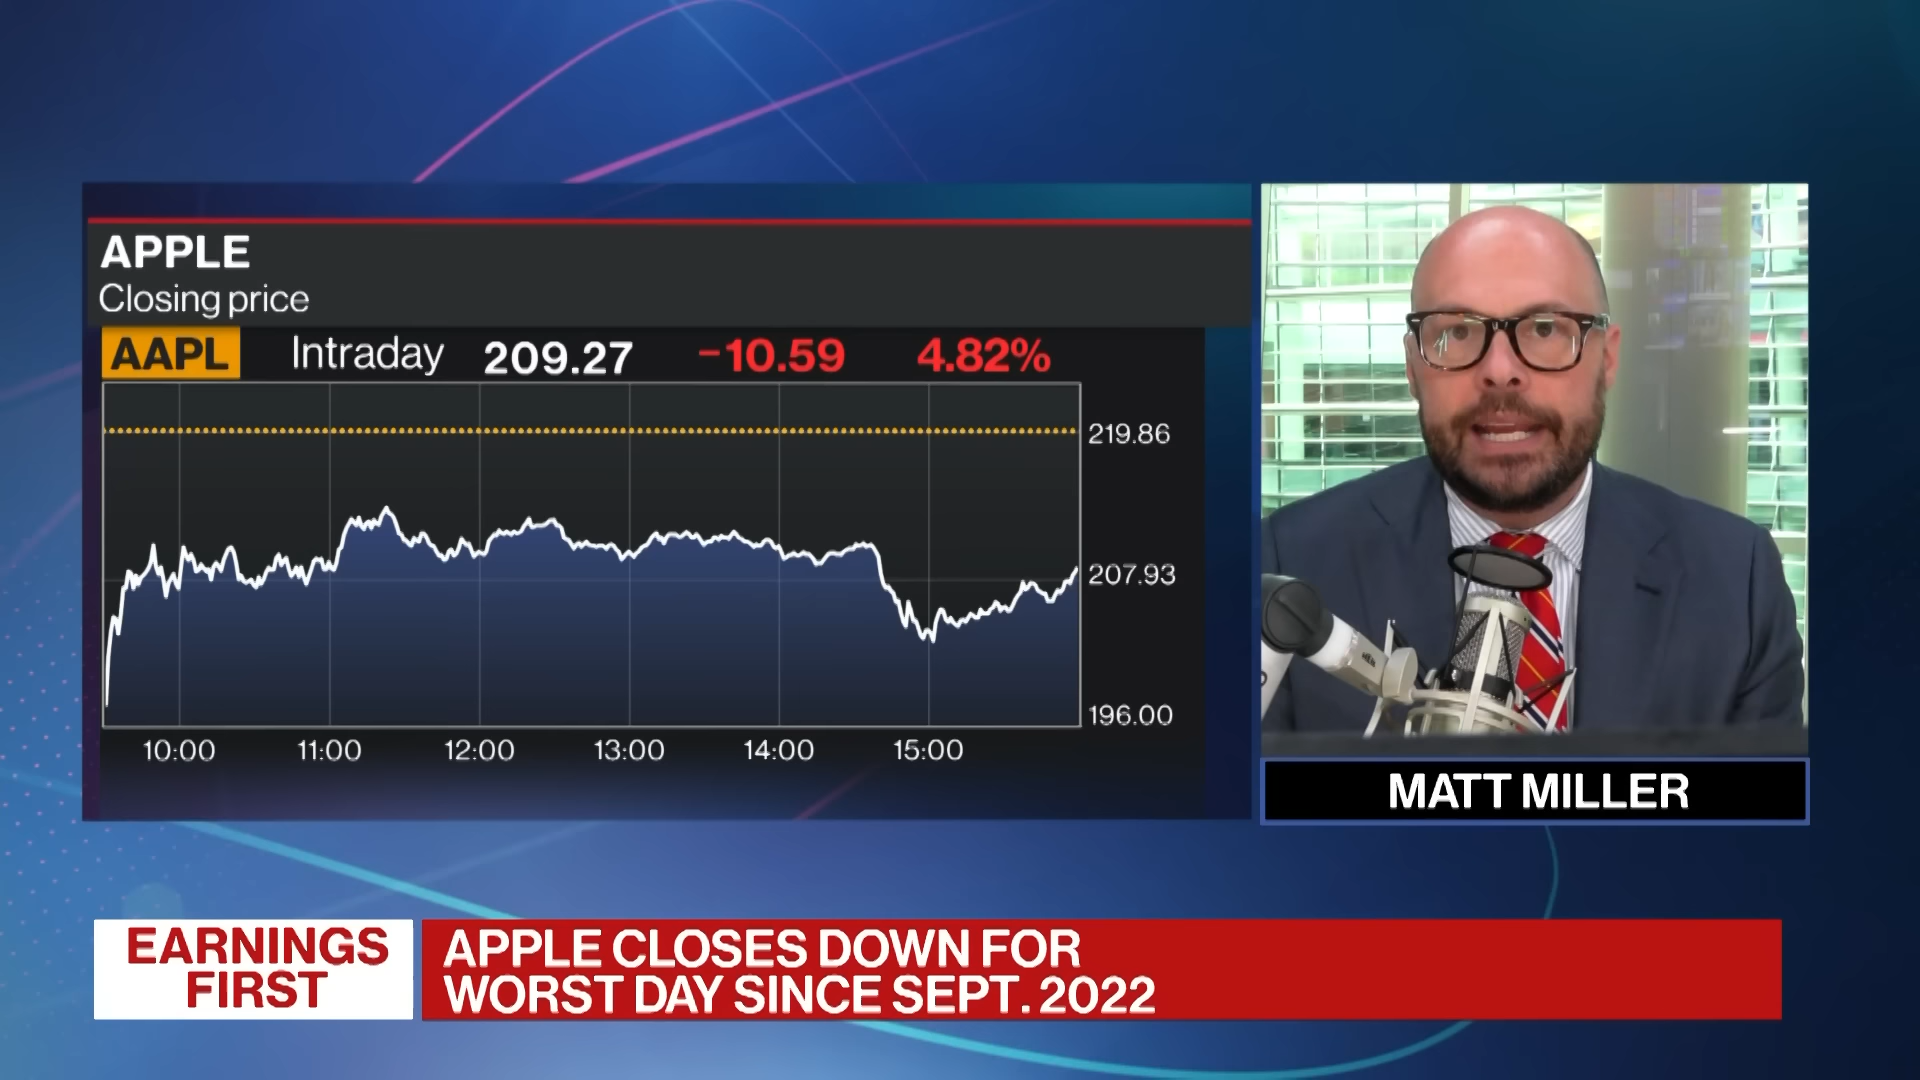 APPLE
Closing price
AAPL Intraday 209.27 -10.59 4.82%
219.86
207.93
196.00
10:00 11:00 12:00 13:00 14:00 15:00
MATT MILLER
EARNINGS
FIRST
APPLE CLOSES DOWN FOR
WORST DAY SINCE SEPT. 2022